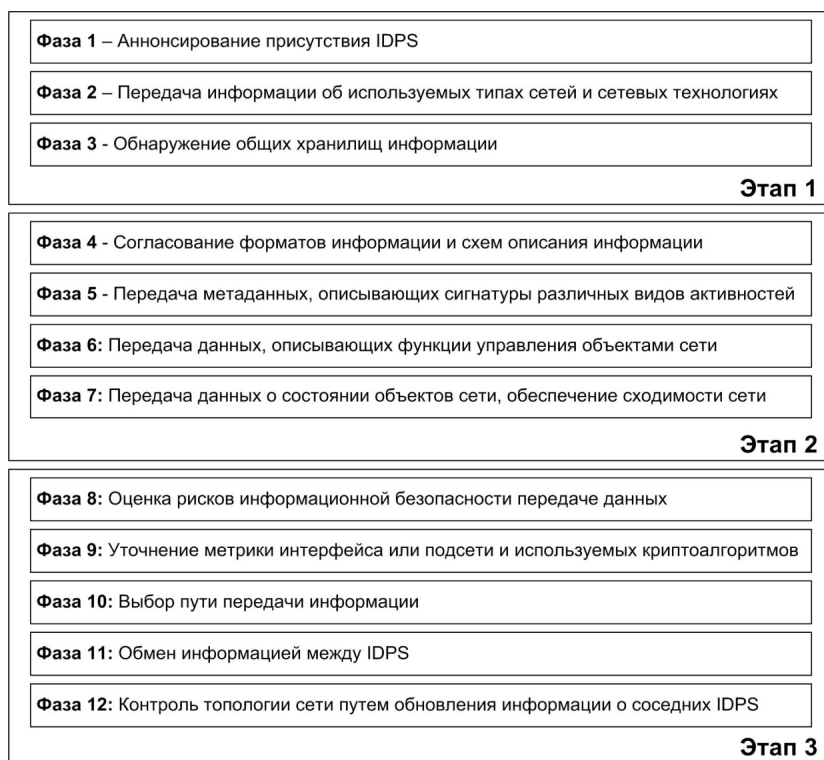 Фаза 1 – Аннонсирование присутствия IDPS
Фаза 2 – Передача информации об используемых типах сетей и сетевых технологиях
Фаза 3 - Обнаружение общих хранилищ информации
Этап 1
Фаза 4 - Согласование форматов информации и схем описания информации
Фаза 5 - Передача метаданных, описывающих сигнатуры различных видов активностей
Фаза 6: Передача данных, описывающих функции управления объектами сети
Фаза 7: Передача данных о состоянии объектов сети, обеспечение сходимости сети
Этап 2
Фаза 8: Оценка рисков информационной безопасности передаче данных
Фаза 9: Уточнение метрики интерфейса или подсети и используемых криптоалгоритмов
Фаза 10: Выбор пути передачи информации
Фаза 11: Обмен информацией между IDPS
Фаза 12: Контроль топологии сети путем обновления информации о соседних IDPS
Этап 3